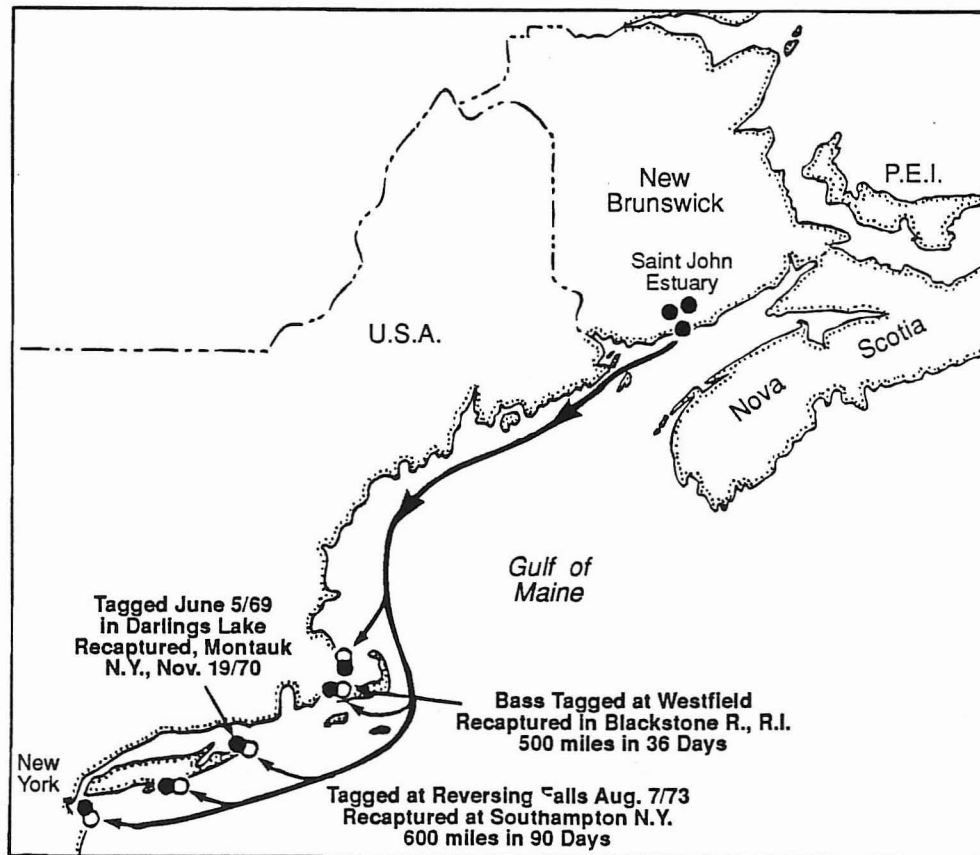 P.E.I.
New
Brunswick
Saint John
Estuary
U.S.A.
Nova
Scotia
Gulf of
Maine
Tagged June 5/69
in Darlings Lake
Recaptured, Montauk
N.Y., Nov. 19/70
Bass Tagged at Westfield
Recaptured in Blackstone R., R.I.
500 miles in 36 Days
New
York
Tagged at Reversing Falls Aug. 7/73
Recaptured at Southampton N.Y.
600 miles in 90 Days